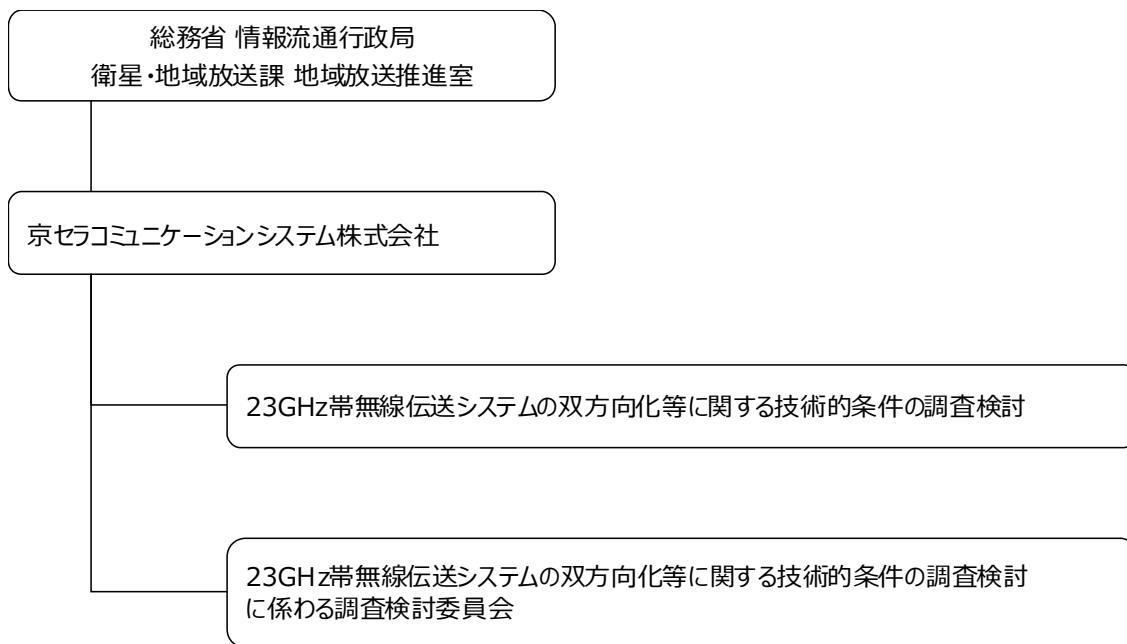 総務省 情報流通行政局
衛星・地域放送課 地域放送推進室
京セラコミュニケーションシステム株式会社
23GHz帯無線伝送システムの双方向化等に関する技術的条件の調査検討
23GHz帯無線伝送システムの双方向化等に関する技術的条件の調査検討
に係わる調査検討委員会